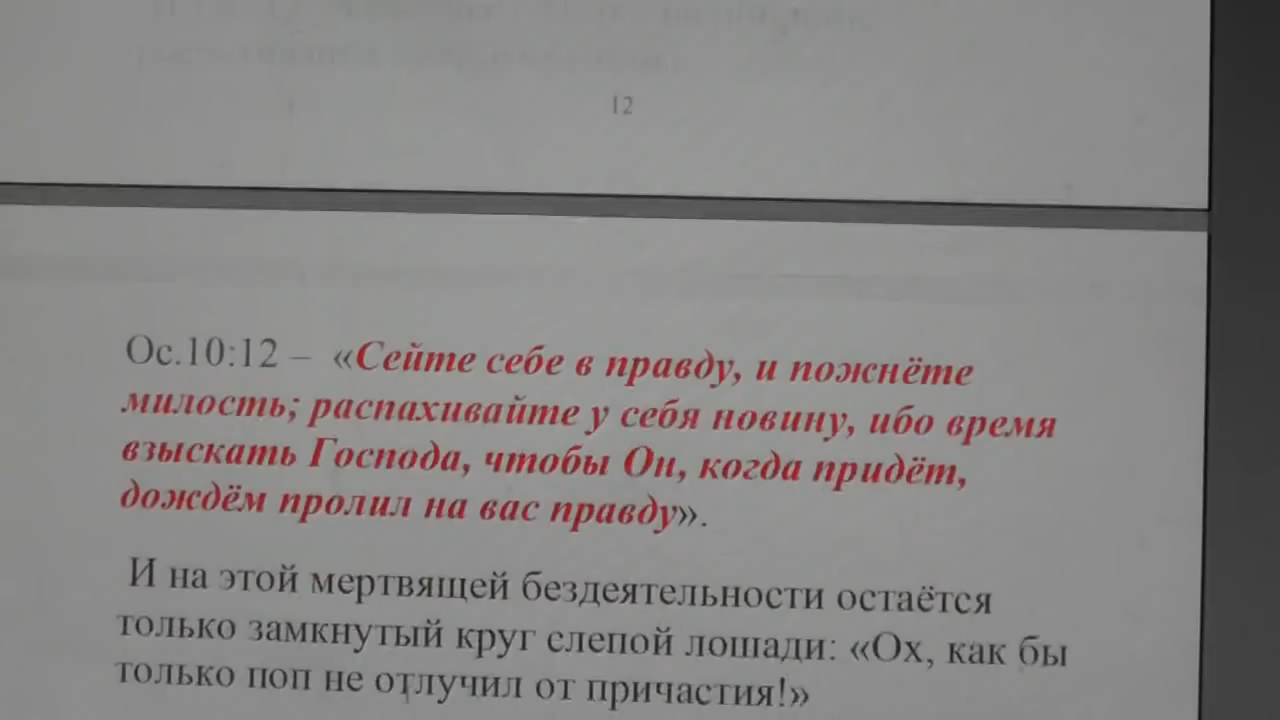 12
Ос.10:12 – «Сейте себе в правду, и пожнёте
милость; распахивайте у себя новину, ибо время
взыскать Господа, чтобы Он, когда придёт,
дождём пролил на вас правду».
И на этой мертвящей бездеятельности остаётся
только замкнутый круг слепой лошади: «Ох, как бы
только поп не отлучил от причастия!»